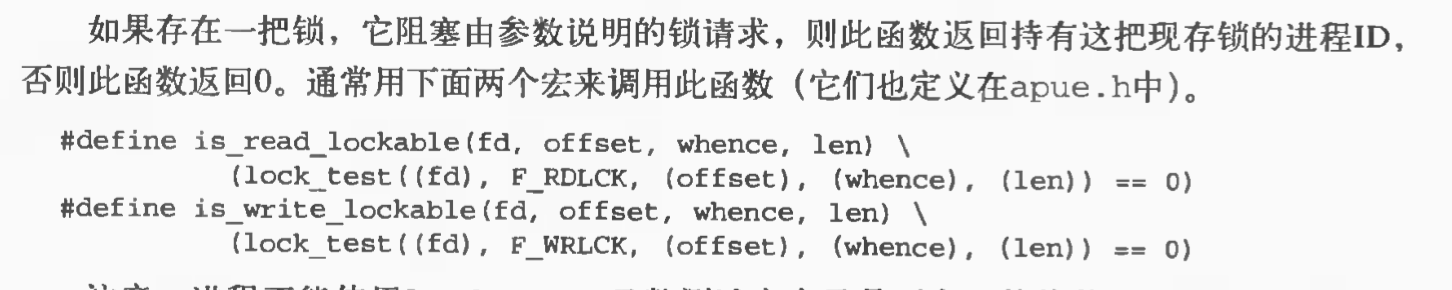 如果存在一把锁，它阻塞由参数说明的锁请求，则此函数返回持有这把现存锁的进程ID，
否则此函数返回0。通常用下面两个宏来调用此函数（它们也定义在apue.h中）。
#define is_read_lockable(fd, offset, whence, len) \
(lock_test((fd), F_RDLCK, (offset), (whence), (len)) == 0)
#define is_write_lockable(fd, offset, whence, len) \
(lock_test((fd), F_WRLCK, (offset), (whence), (len)) == 0)